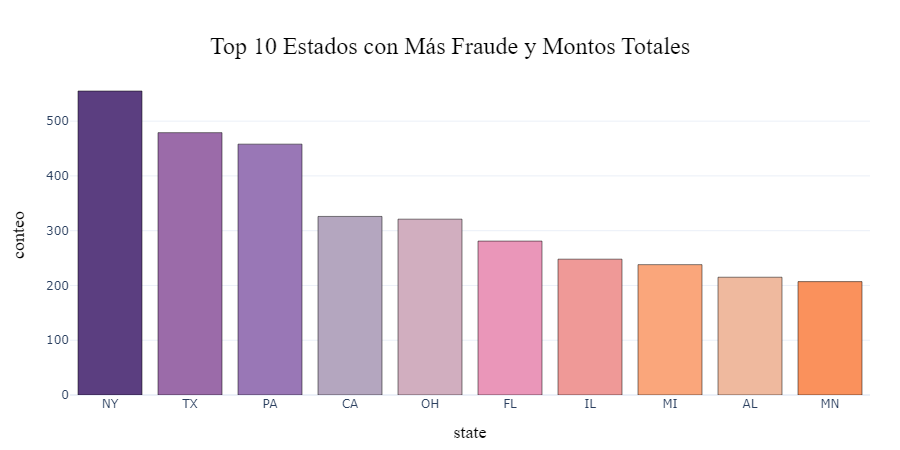 Top 10 Estados con Más Fraude y Montos Totales
conteo
500
400
300
200
100
0
NY TX PA CA OH FL IL MI AL MN
state